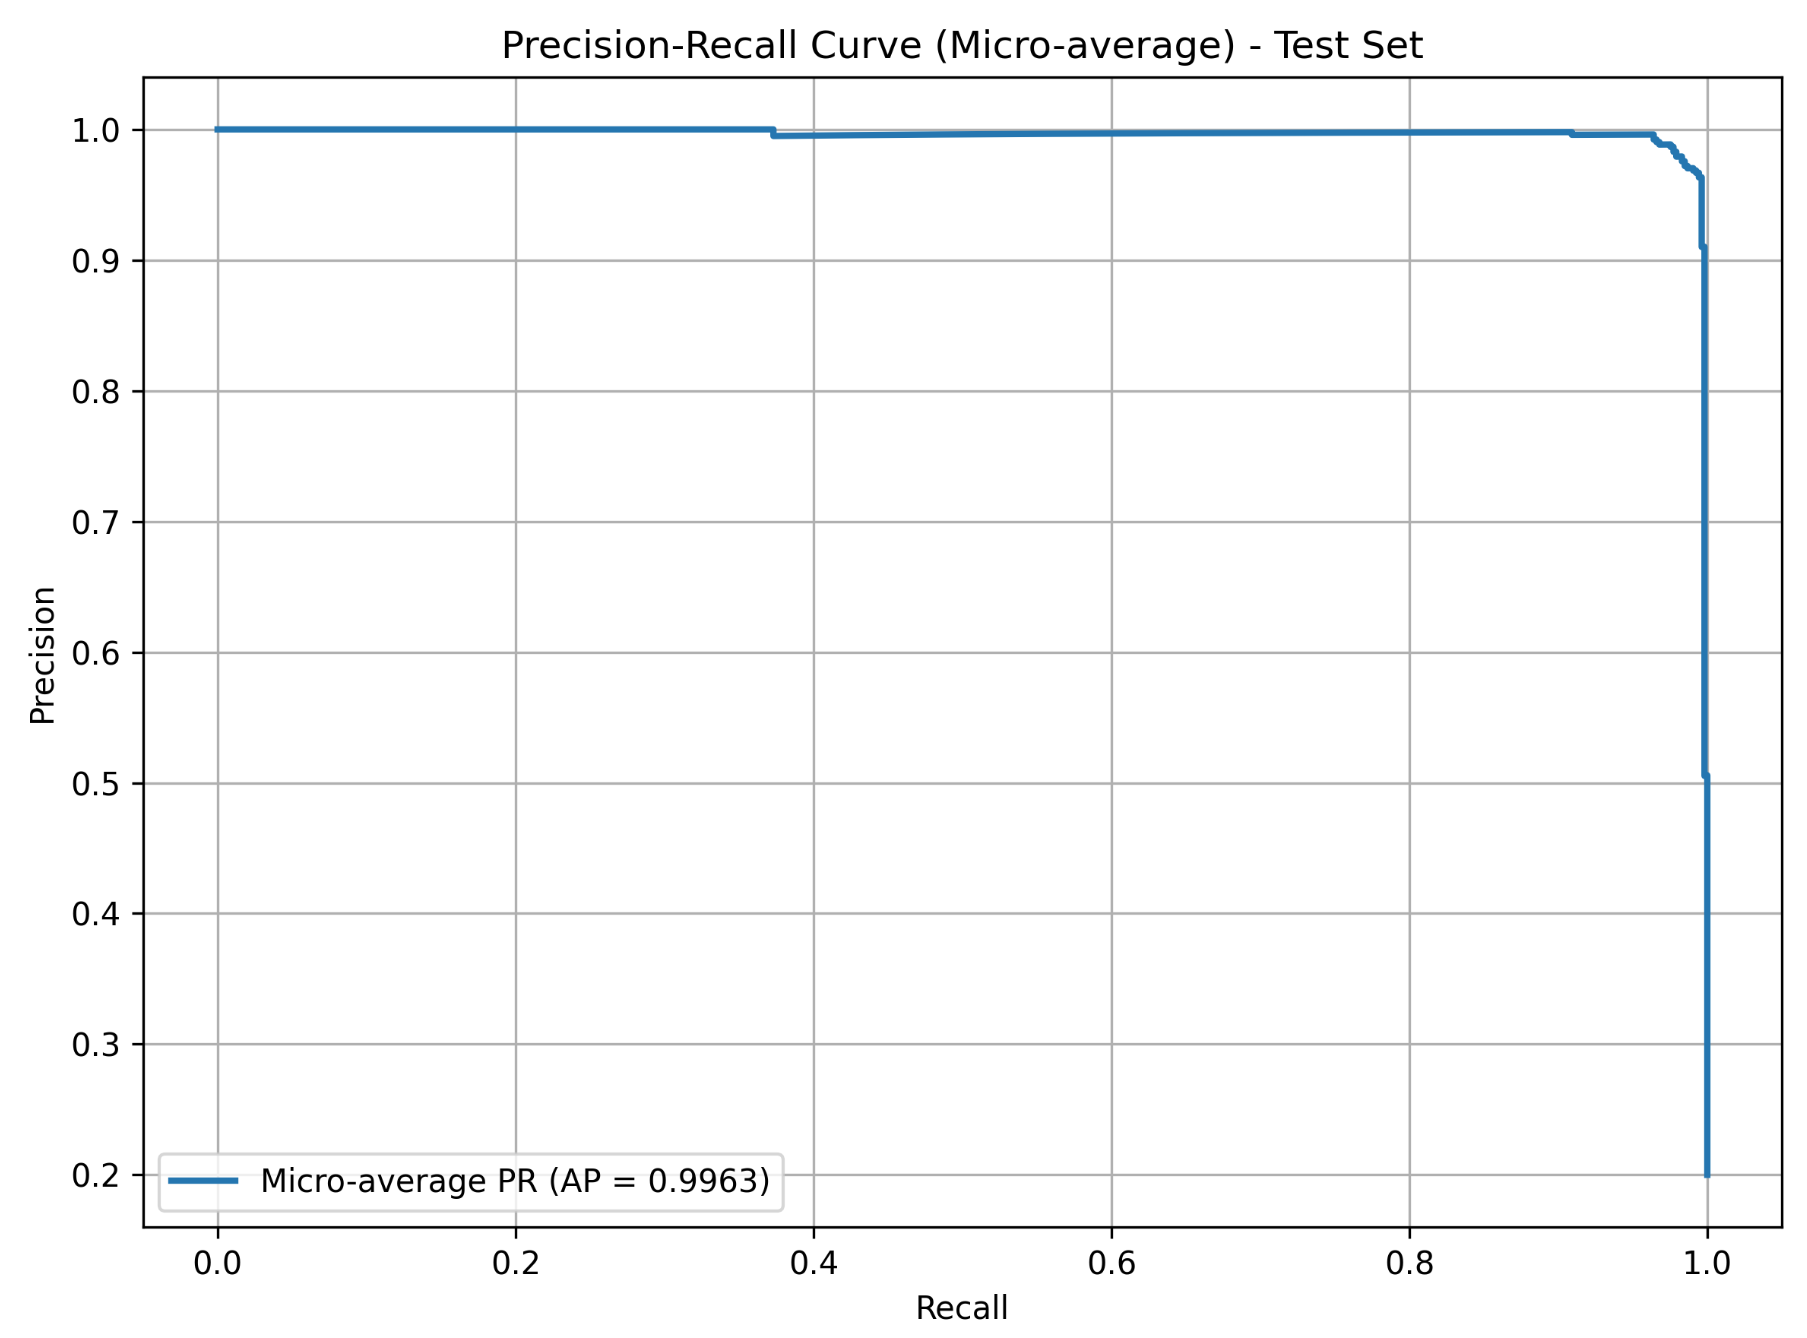 Precision-Recall Curve (Micro-average) - Test Set
1.0
0.9
0.8
0.7
0.6
0.5
0.4
0.3
0.2
Precision
Micro-average PR (AP = 0.9963)
0.0 0.2 0.4 0.6 0.8 1.0
Recall